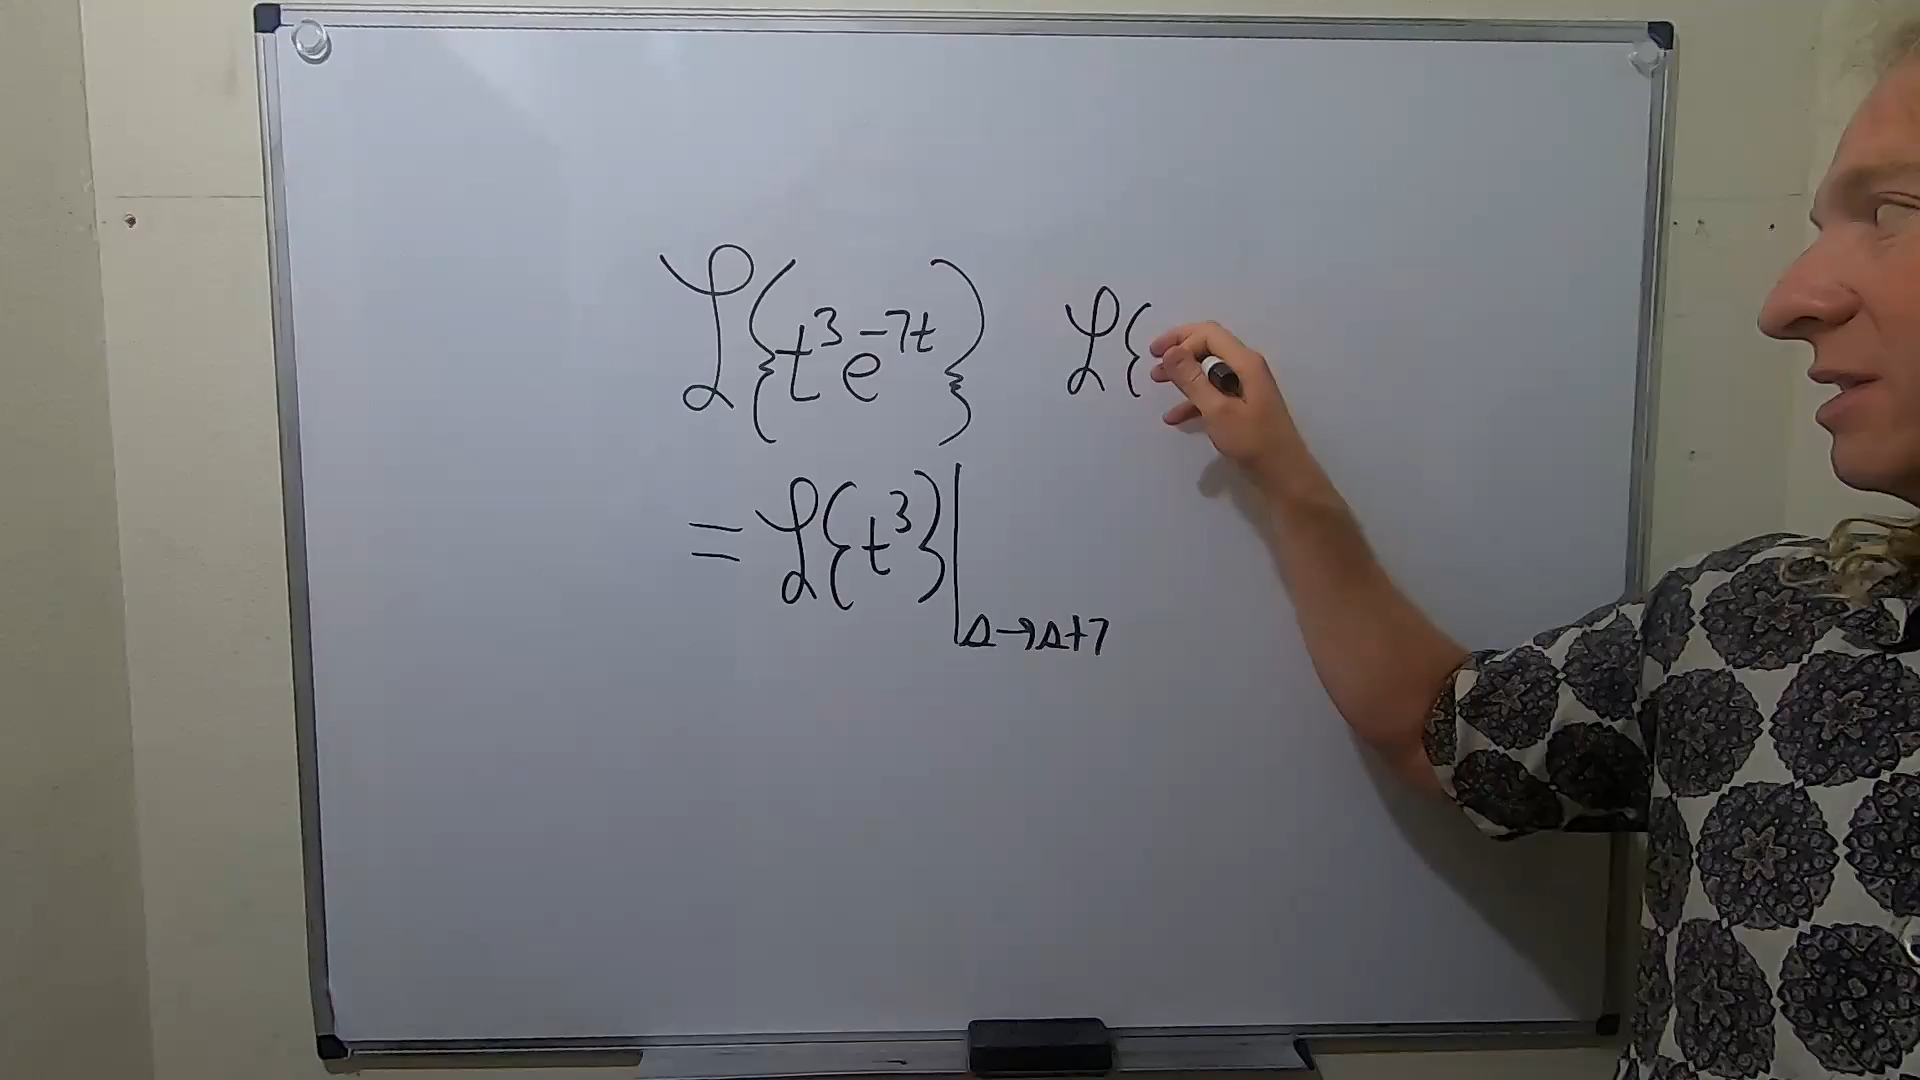 ℒ{t³e⁻⁷ᵗ} ℒ{
= ℒ{t³}|ₛ→ₛ₊₇